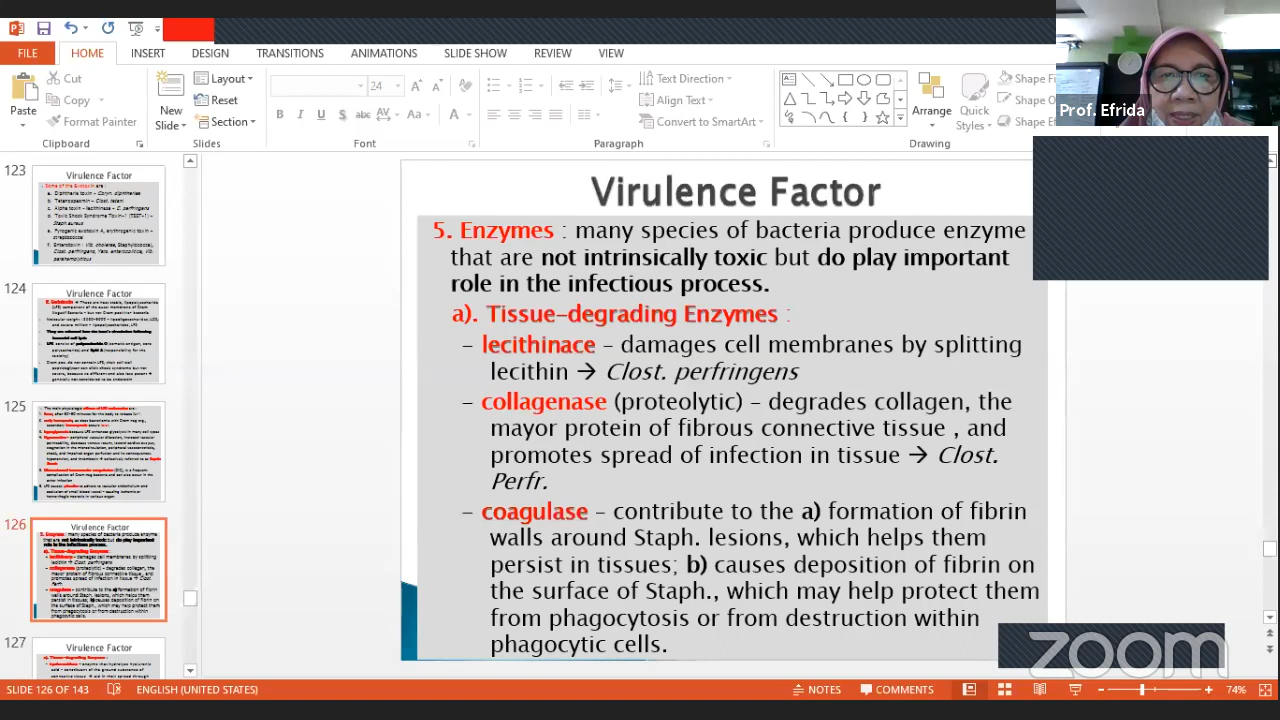 FILE
HOME
INSERT
DESIGN
TRANSITIONS
ANIMATIONS
SLIDE SHOW
REVIEW
VIEW
Paste
Cut
Copy
Format Painter
Clipboard
New
Slide
Layout
Reset
Section
Slides
24
B I U S
Aa
A
Font
Text Direction
Align Text
Convert to SmartArt
Paragraph
Arrange
Quick
Styles
Shape F
Shape O
Shape
Drawing
Prof. Efrida
123
Virulence Factor
124
Virulence Factor
125
126
Virulence Factor
127
Virulence Factor
Virulence Factor
5. Enzymes : many species of bacteria produce enzyme
that are not intrinsically toxic but do play important
role in the infectious process.
a). Tissue-degrading Enzymes :
– lecithinace – damages cell membranes by splitting
lecithin → Clost. perfringens
– collagenase (proteolytic) – degrades collagen, the
mayor protein of fibrous connective tissue , and
promotes spread of infection in tissue → Clost.
Perfr.
– coagulase – contribute to the a) formation of fibrin
walls around Staph. lesions, which helps them
persist in tissues; b) causes deposition of fibrin on
the surface of Staph., which may help protect them
from phagocytosis or from destruction within
phagocytic cells.
zoom
SLIDE 126 OF 143
ENGLISH (UNITED STATES)
NOTES
COMMENTS
74%